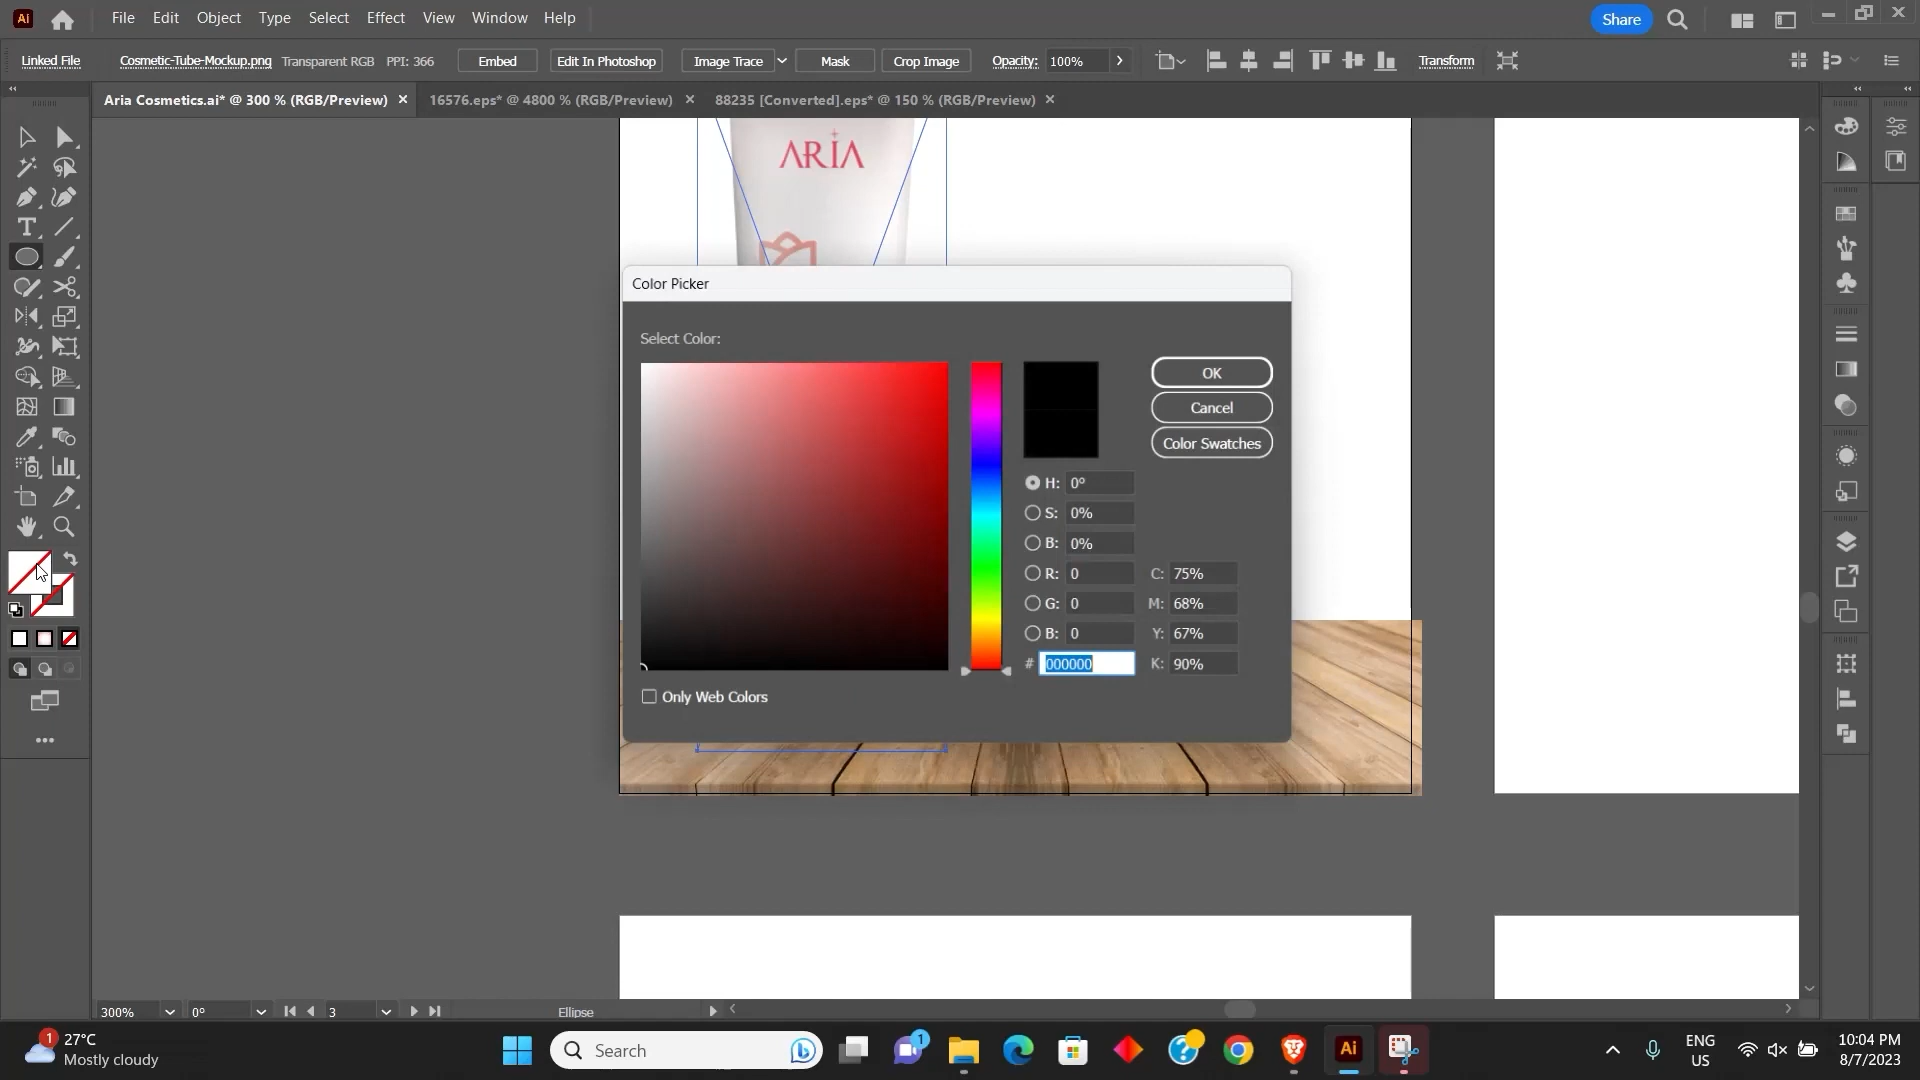 Ai File Edit Object Type Select Effect View Window Help Share
Linked File Cosmetic-Tube-Mockup.png Transparent RGB PPI: 366 Embed Edit In Photoshop Image Trace Mask Crop Image Opacity: 100% Transform
Aria Cosmetics.ai* @ 300 % (RGB/Preview) × 16576.eps* @ 4800 % (RGB/Preview) × 88235 [Converted].eps* @ 150 % (RGB/Preview) ×
ARIA
Color Picker
Select Color:
OK
Cancel
Color Swatches
H: 0°
S: 0%
B: 0%
R: 0 C: 75%
G: 0 M: 68%
B: 0 Y: 67%
# 000000 K: 90%
Only Web Colors
300% 0° 3 Ellipse
1 27°C
Mostly cloudy
Search
1
Ai
ENG
US
10:04 PM
8/7/2023